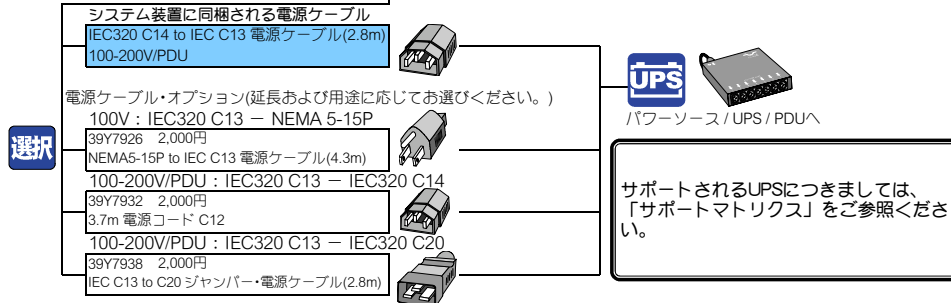 システム装置に同梱される電源ケーブル
IEC320 C14 to IEC C13 電源ケーブル(2.8m)
100-200V/PDU
電源ケーブル・オプション(延長および用途に応じてお選びください。)
選択
100V：IEC320 C13 － NEMA 5-15P
39Y7926 2,000円
NEMA5-15P to IEC C13 電源ケーブル(4.3m)
100-200V/PDU：IEC320 C13 － IEC320 C14
39Y7932 2,000円
3.7m 電源コード C12
100-200V/PDU：IEC320 C13 － IEC320 C20
39Y7938 2,000円
IEC C13 to C20 ジャンパー・電源ケーブル(2.8m)
UPS
パワーソース / UPS / PDUへ
サポートされるUPSにつきましては、
「サポートマトリクス」をご参照くださ
い。